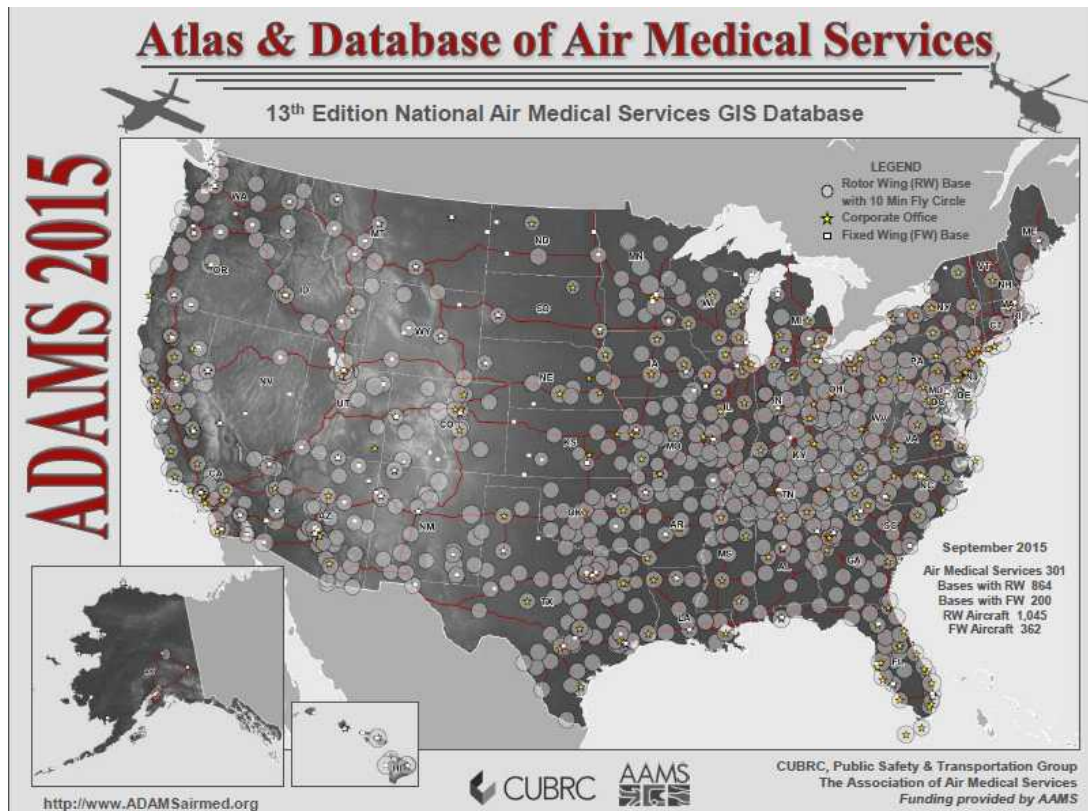 Atlas & Database of Air Medical Services
13th Edition National Air Medical Services GIS Database
ADAMS 2015
LEGEND
Rotor Wing (RW) Base
with 10 Min Fly Circle
Corporate Office
Fixed Wing (FW) Base
WA
MT
ND
MN
ME
OR
ID
SD
WI
VT
NH
NY
MA
RI
CT
MI
WY
IA
PA
NE
NJ
NV
UT
IL
IN
OH
MD
DE
DC
CO
WV
KS
MO
VA
KY
CA
NC
TN
OK
AZ
NM
AR
SC
MS
AL
GA
TX
LA
FL
AK
HI
September 2015
Air Medical Services 301
Bases with RW 864
Bases with FW 200
RW Aircraft 1,045
FW Aircraft 362
http://www.ADAMSairmed.org
CUBRC
AAMS
CUBRC, Public Safety & Transportation Group
The Association of Air Medical Services
Funding provided by AAMS